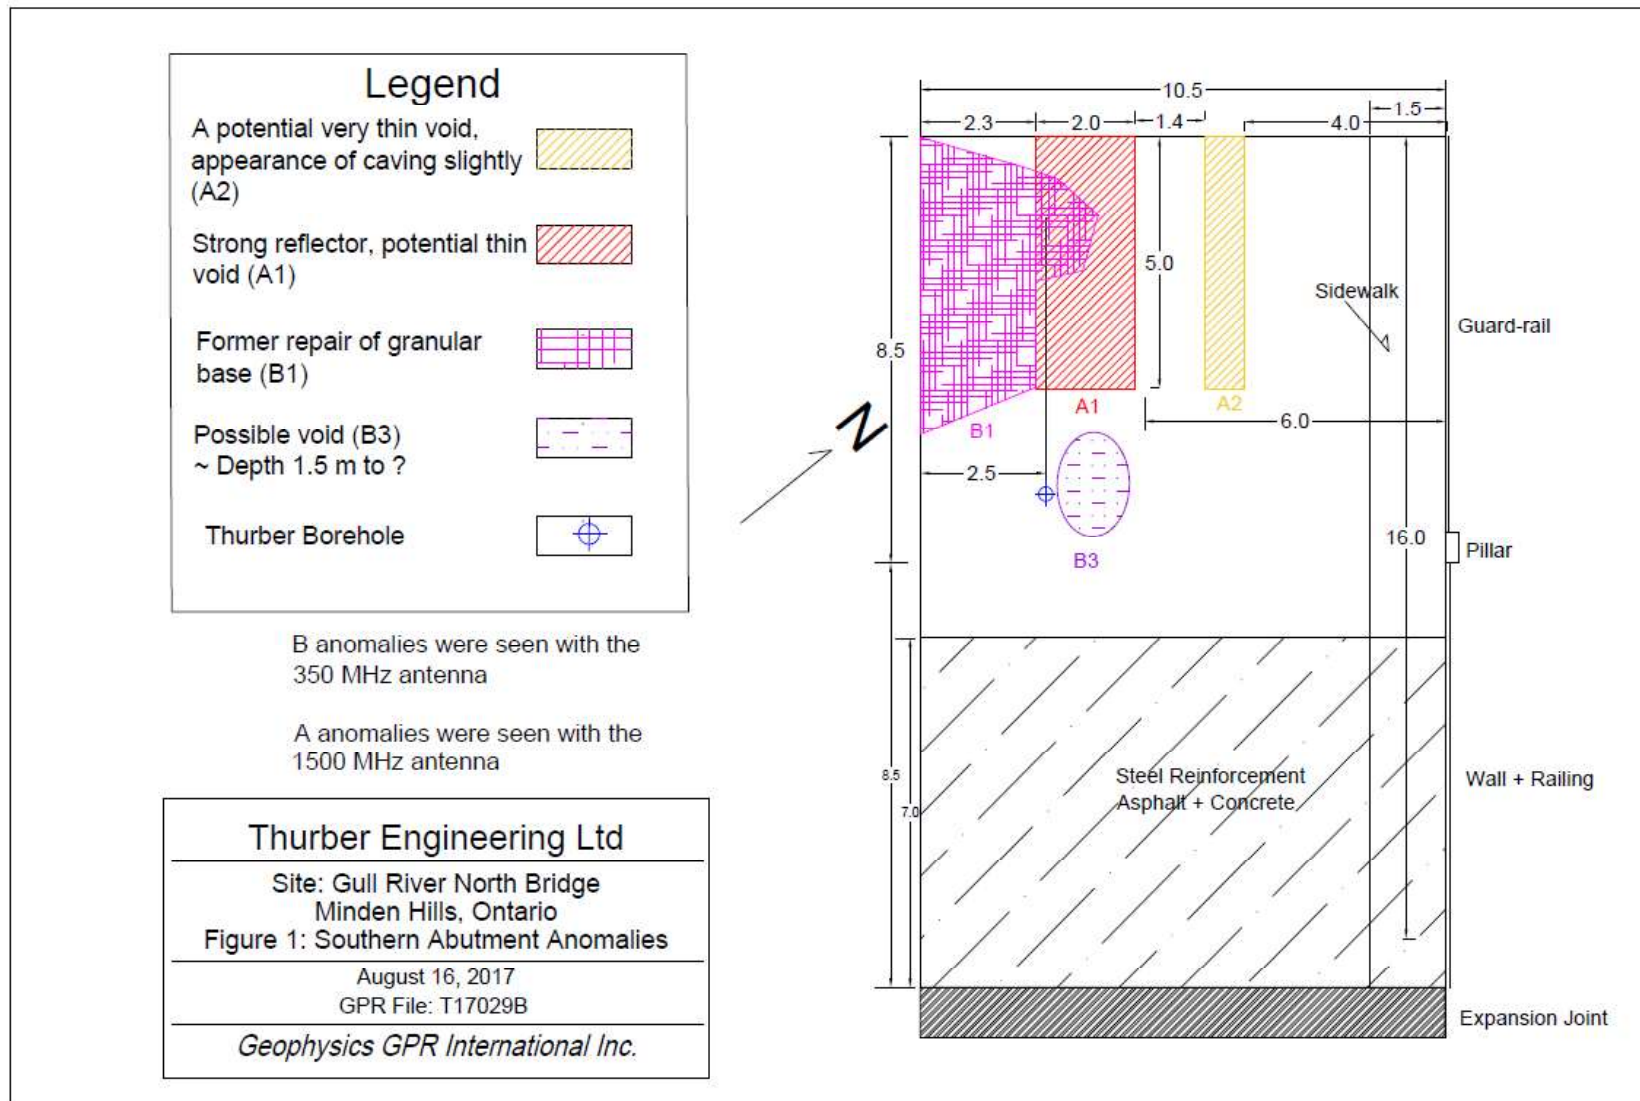 Legend
A potential very thin void,
appearance of caving slightly
(A2)
Strong reflector, potential thin
void (A1)
Former repair of granular
base (B1)
Possible void (B3)
~ Depth 1.5 m to ?
Thurber Borehole
B anomalies were seen with the
350 MHz antenna
A anomalies were seen with the
1500 MHz antenna
Thurber Engineering Ltd
Site: Gull River North Bridge
Minden Hills, Ontario
Figure 1: Southern Abutment Anomalies
August 16, 2017
GPR File: T17029B
Geophysics GPR International Inc.
N
10.5
1.5
2.3
2.0
1.4
4.0
5.0
Sidewalk
Guard-rail
8.5
A1
A2
B1
6.0
2.5
16.0
Pillar
B3
8.5
7.0
Steel Reinforcement
Asphalt + Concrete
Wall + Railing
Expansion Joint